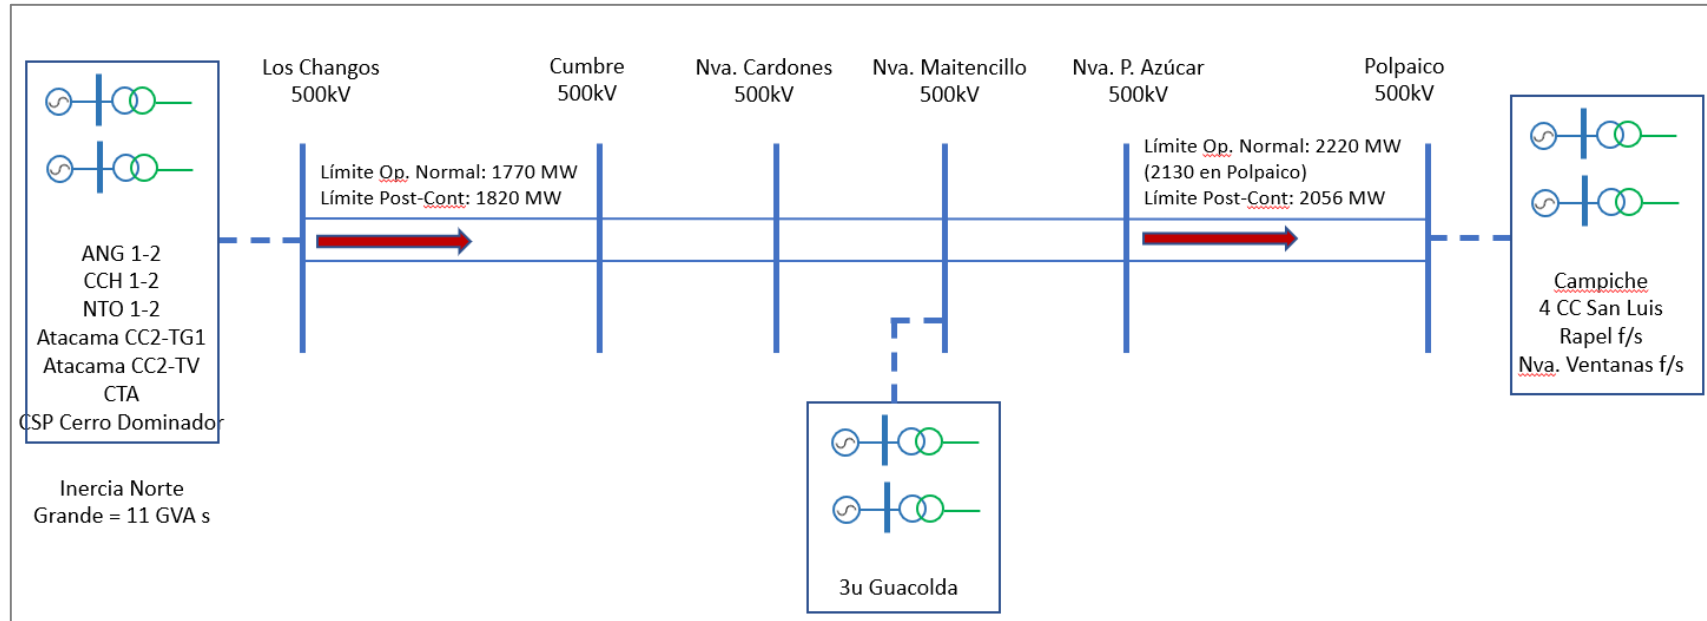 Los Changos
500kV
Cumbre
500kV
Nva. Cardones
500kV
Nva. Maitencillo
500kV
Nva. P. Azúcar
500kV
Polpaico
500kV
Límite Op. Normal: 1770 MW
Límite Post-Cont: 1820 MW
Límite Op. Normal: 2220 MW
(2130 en Polpaico)
Límite Post-Cont: 2056 MW
ANG 1-2
CCH 1-2
NTO 1-2
Atacama CC2-TG1
Atacama CC2-TV
CTA
CSP Cerro Dominador
Inercia Norte
Grande = 11 GVA s
3u Guacolda
Campiche
4 CC San Luis
Rapel f/s
Nva. Ventanas f/s